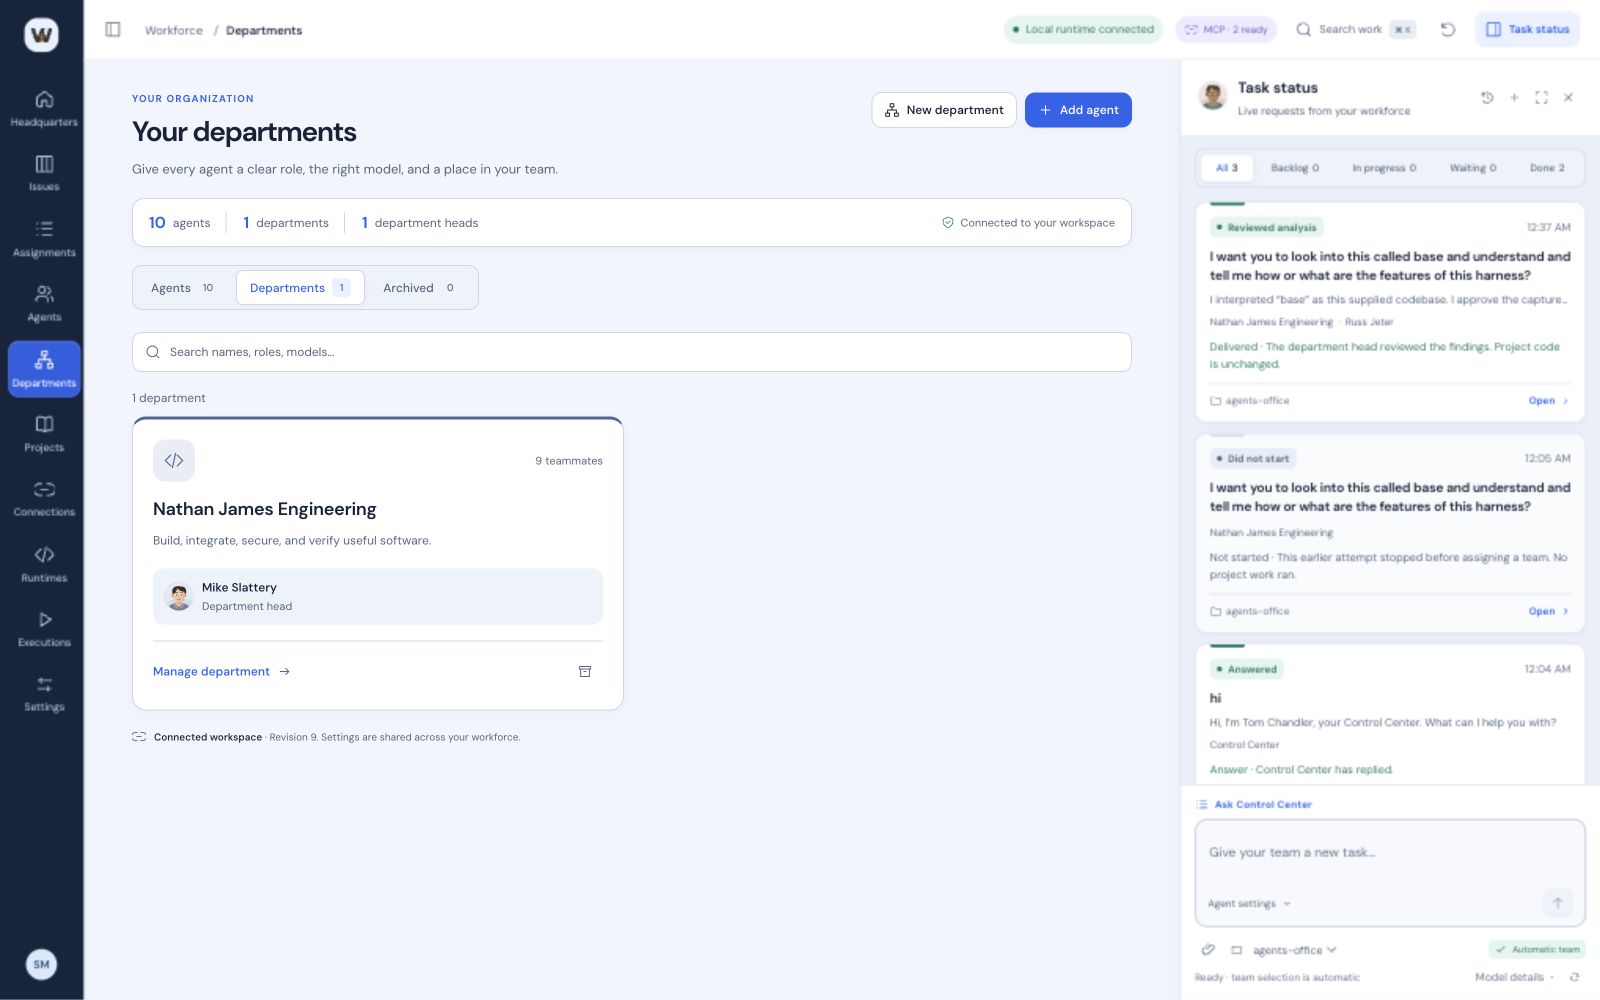 W
Headquarters
Issues
Assignments
Agents
Departments
Projects
Connections
Runtimes
Executions
Settings
SM
Workforce / Departments
Local runtime connected
MCP · 2 ready
Search work ⌘ K
Task status
YOUR ORGANIZATION
Your departments
Give every agent a clear role, the right model, and a place in your team.
New department
Add agent
10 agents
1 departments
1 department heads
Connected to your workspace
Agents 10
Departments 1
Archived 0
Search names, roles, models...
1 department
9 teammates
Nathan James Engineering
Build, integrate, secure, and verify useful software.
Mike Slattery
Department head
Manage department →
Connected workspace · Revision 9. Settings are shared across your workforce.
Task status
Live requests from your workforce
All 3
Backlog 0
In progress 0
Waiting 0
Done 2
Reviewed analysis
12:37 AM
I want you to look into this called base and understand and
tell me how or what are the features of this harness?
I interpreted “base” as this supplied codebase. I approve the capture...
Nathan James Engineering · Russ Jeter
Delivered · The department head reviewed the findings. Project code
is unchanged.
agents-office
Open ›
Did not start
12:05 AM
I want you to look into this called base and understand and
tell me how or what are the features of this harness?
Nathan James Engineering
Not started · This earlier attempt stopped before assigning a team. No
project work ran.
agents-office
Open ›
Answered
12:04 AM
hi
Hi, I'm Tom Chandler, your Control Center. What can I help you with?
Control Center
Answer · Control Center has replied.
Ask Control Center
Give your team a new task...
Agent settings
agents-office
Automatic team
Ready · team selection is automatic
Model details